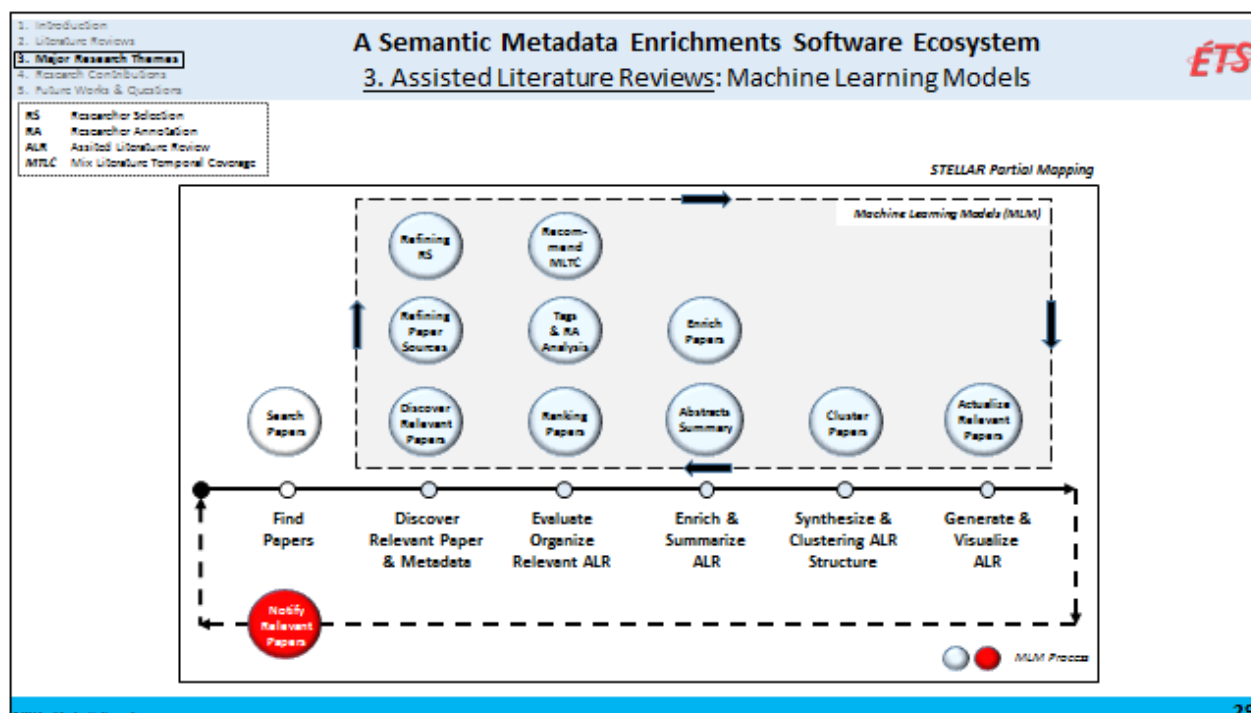 1. Introduction
2. Literature Reviews
3. Major Research Themes
4. Research Contributions
5. Future Works & Questions
A Semantic Metadata Enrichments Software Ecosystem
3. Assisted Literature Reviews: Machine Learning Models
ÉTS
RS Researcher Selection
RA Researcher Annotation
ALR Assited Literature Review
MTLC Mix Literature Temporal Coverage
STELLAR Partial Mapping
Machine Learning Models (MLM)
Refining
RS
Recom-
mend
MLTC
Refining
Paper
Sources
Tags
& RA
Analysis
Enrich
Papers
Search
Papers
Discover
Relevant
Papers
Ranking
Papers
Abstracts
Summary
Cluster
Papers
Actualize
Relevant
Papers
Find
Papers
Discover
Relevant Paper
& Metadata
Evaluate
Organize
Relevant ALR
Enrich &
Summarize
ALR
Synthesize &
Clustering ALR
Structure
Generate &
Visualize
ALR
Notify
Relevant
Papers
MLM Process